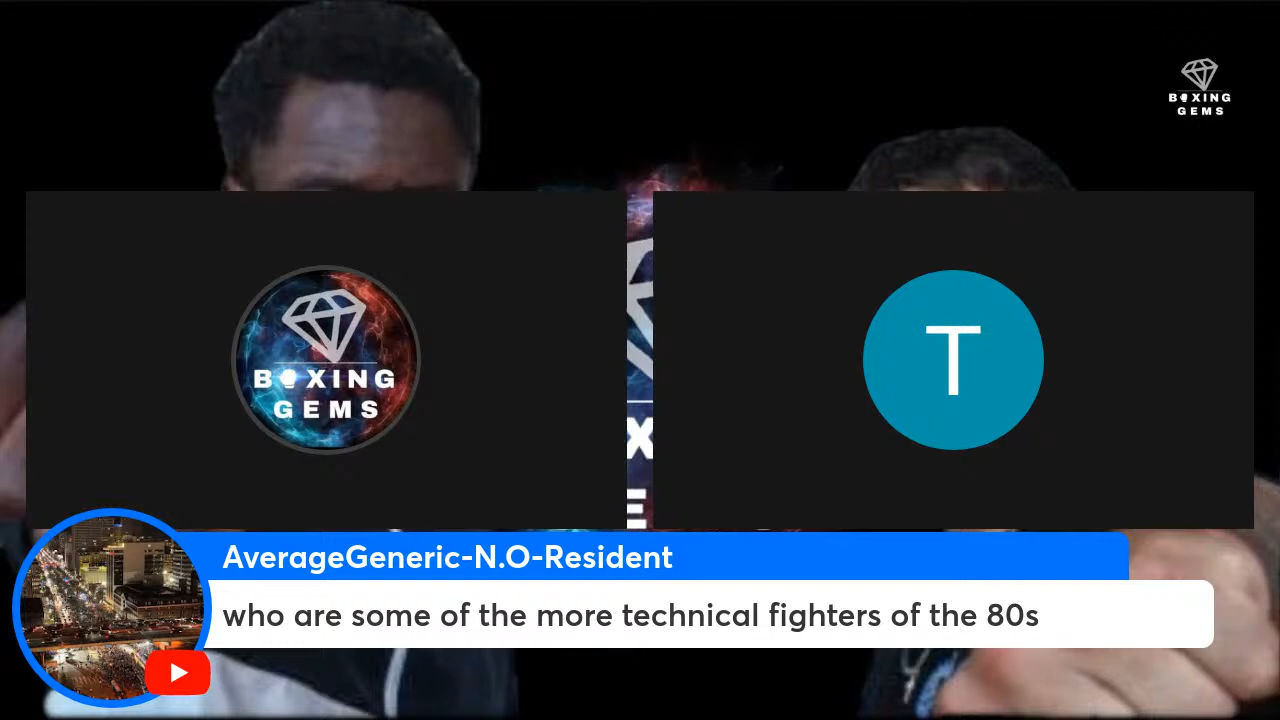 BOXING
GEMS
BOXING
GEMS
X
E
T
AverageGeneric-N.O-Resident
who are some of the more technical fighters of the 80s